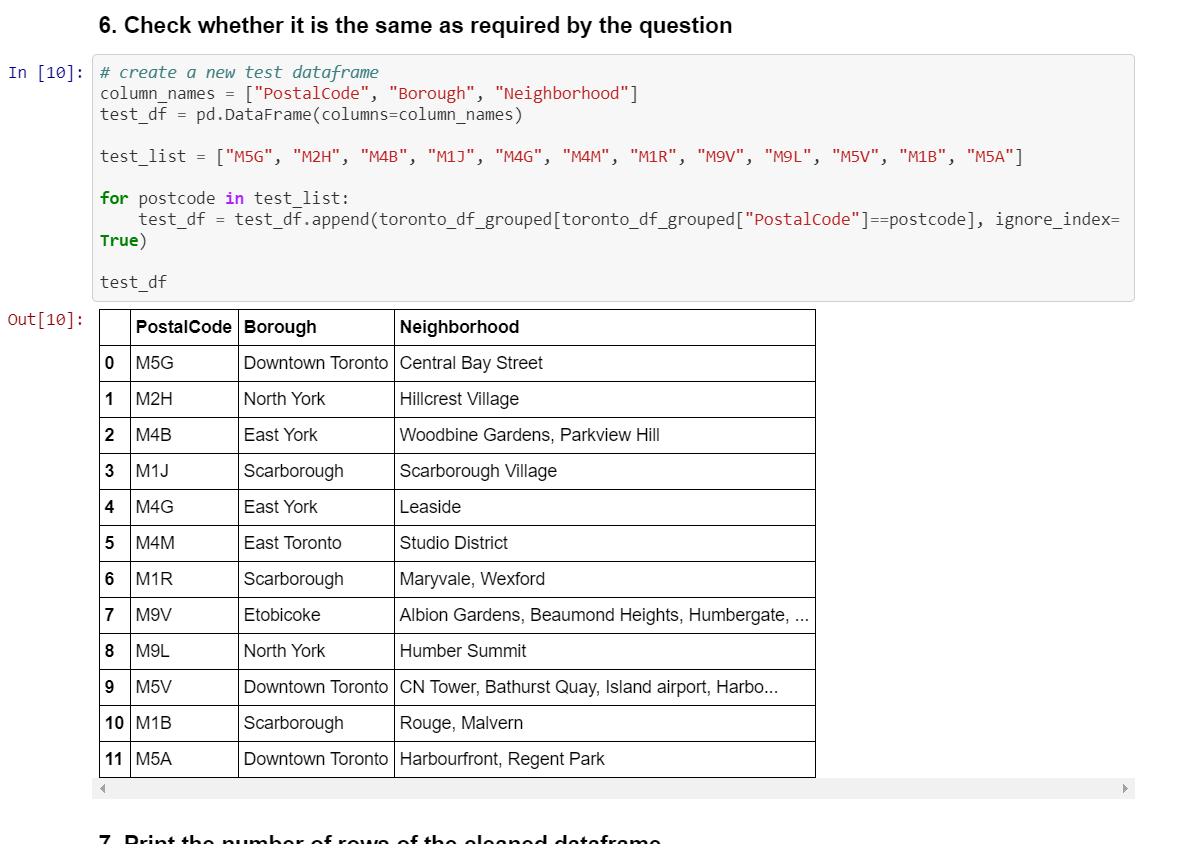 6. Check whether it is the same as required by the question
In [10]:
# create a new test dataframe
column_names = ["PostalCode", "Borough", "Neighborhood"]
test_df = pd.DataFrame(columns=column_names)
test_list = ["M5G", "M2H", "M4B", "M1J", "M4G", "M4M", "M1R", "M9V", "M9L", "M5V", "M1B", "M5A"]
for postcode in test_list:
    test_df = test_df.append(toronto_df_grouped[toronto_df_grouped["PostalCode"]==postcode], ignore_index=
True)
test_df
Out[10]:
PostalCode Borough Neighborhood
0 M5G Downtown Toronto Central Bay Street
1 M2H North York Hillcrest Village
2 M4B East York Woodbine Gardens, Parkview Hill
3 M1J Scarborough Scarborough Village
4 M4G East York Leaside
5 M4M East Toronto Studio District
6 M1R Scarborough Maryvale, Wexford
7 M9V Etobicoke Albion Gardens, Beaumond Heights, Humbergate, ...
8 M9L North York Humber Summit
9 M5V Downtown Toronto CN Tower, Bathurst Quay, Island airport, Harbo...
10 M1B Scarborough Rouge, Malvern
11 M5A Downtown Toronto Harbourfront, Regent Park
7. Print the number of rows of the cleaned dataframe